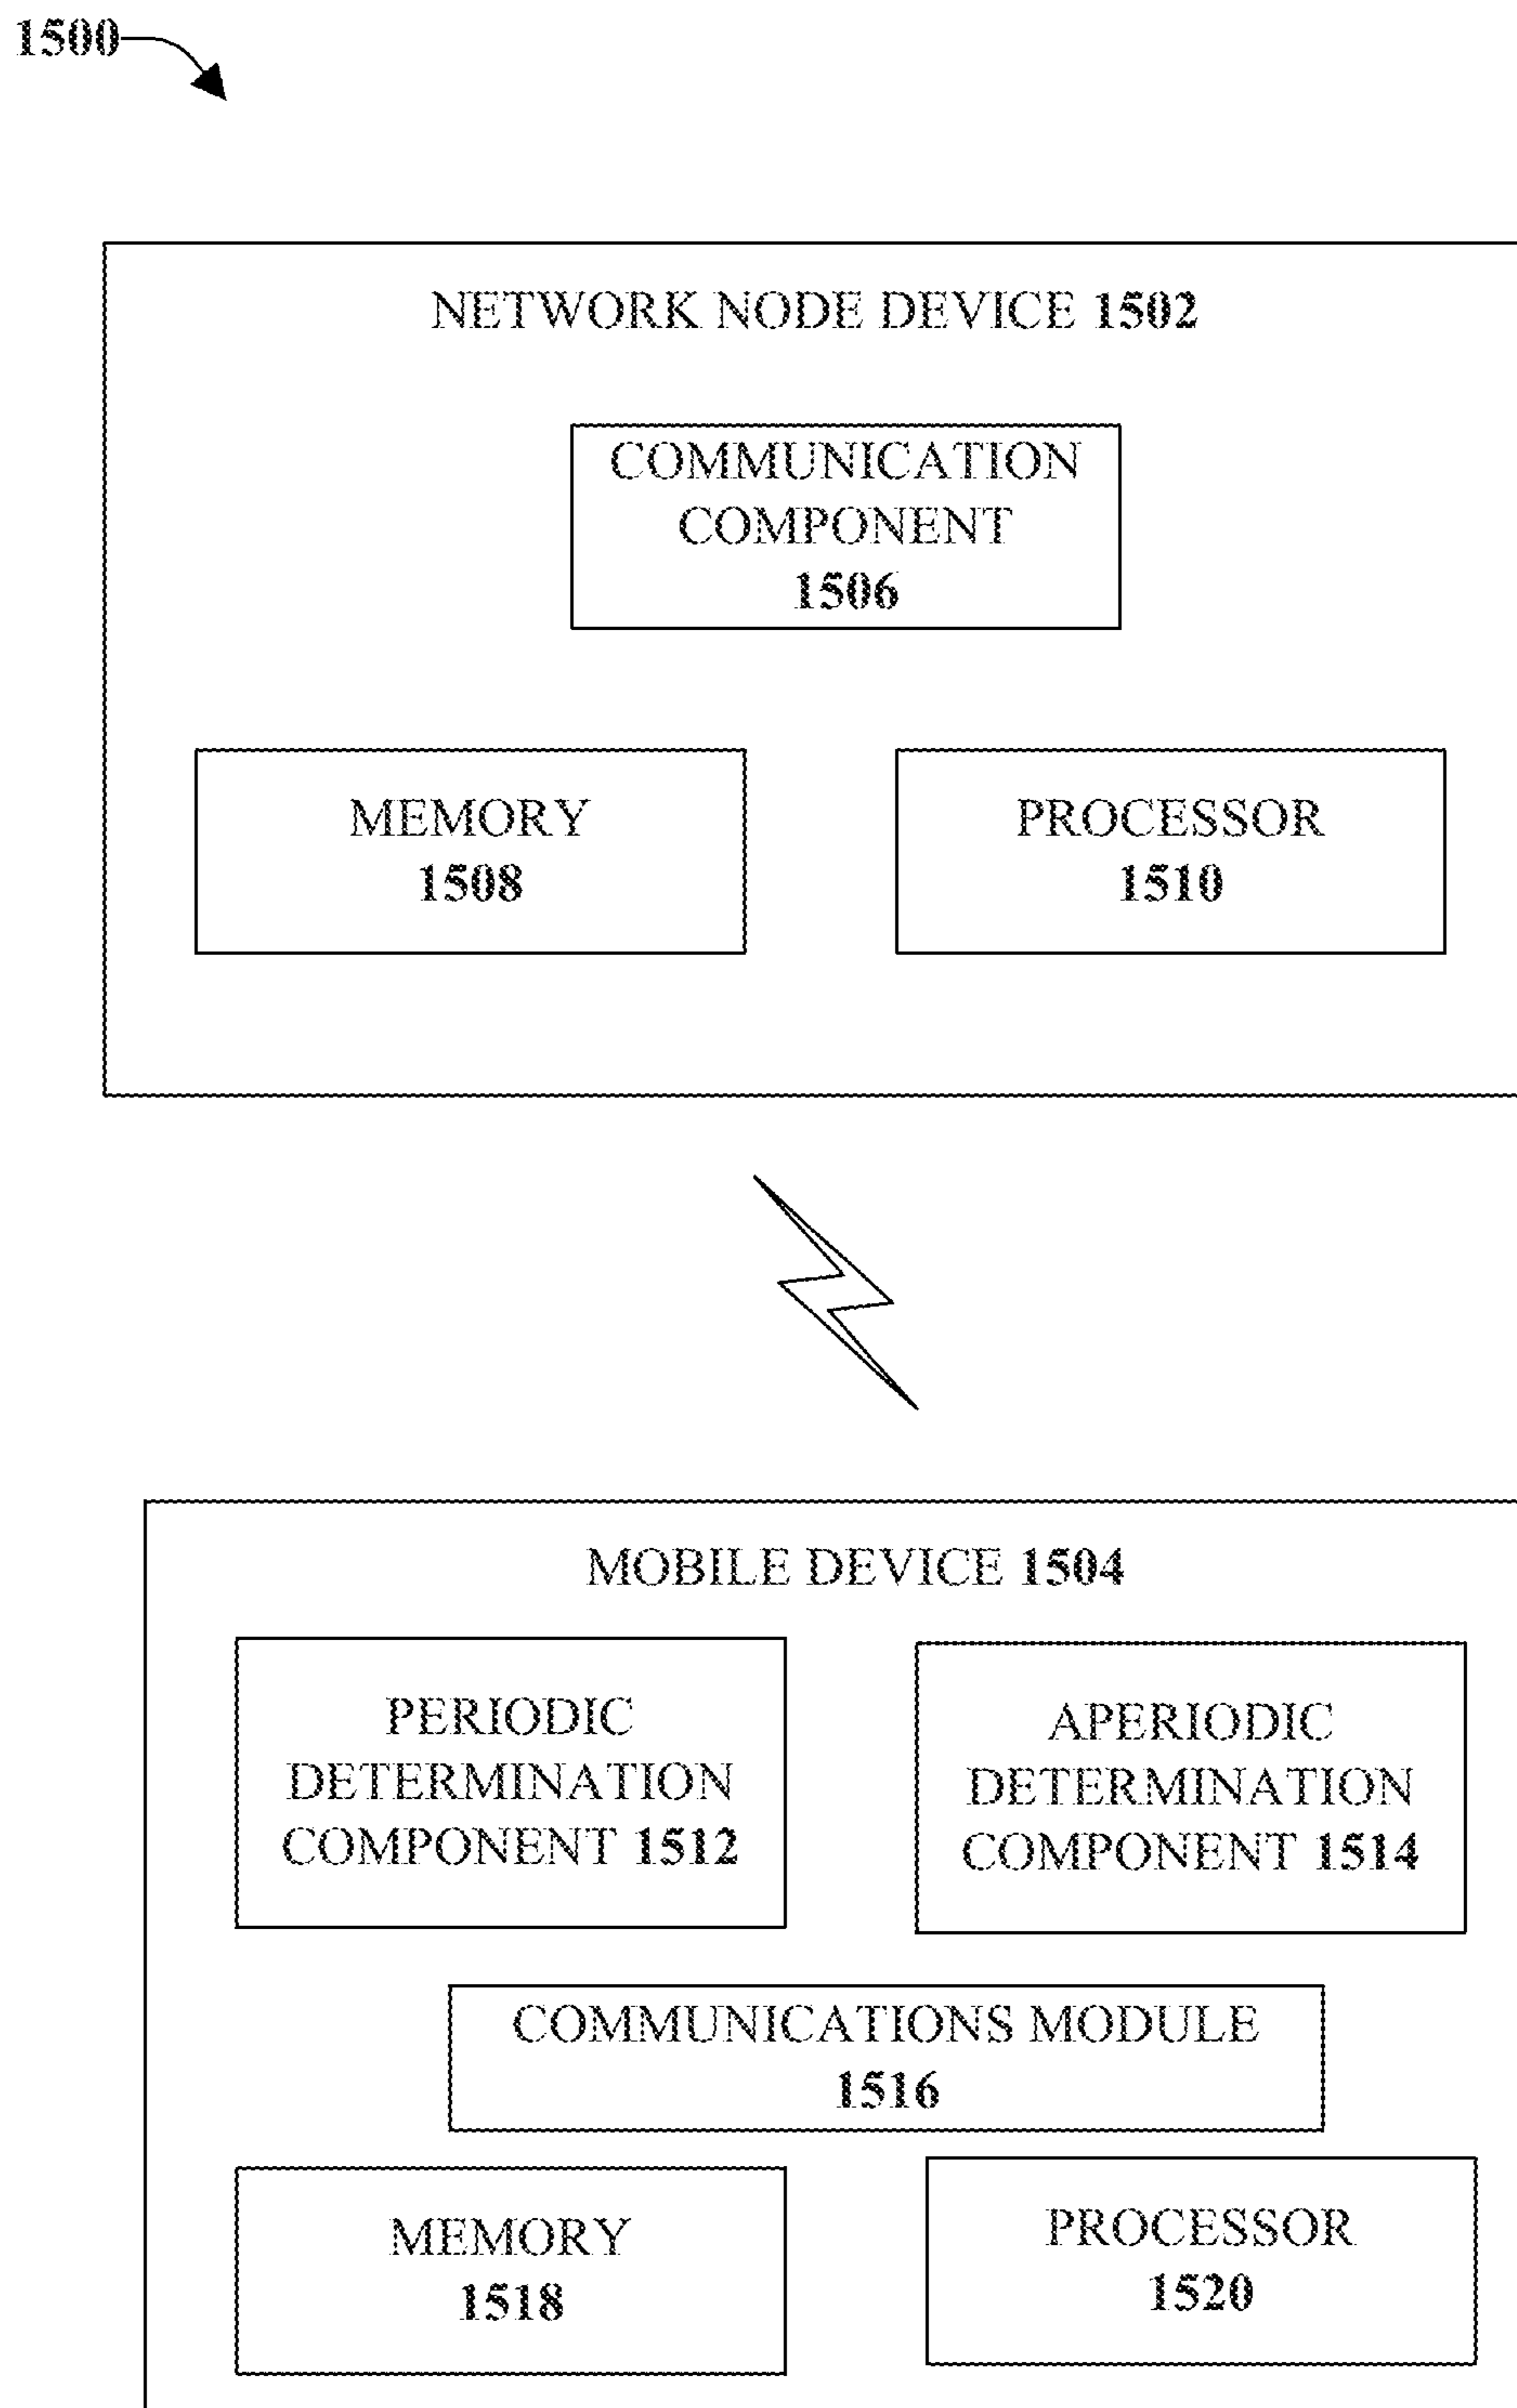 1500
NETWORK NODE DEVICE 1502
COMMUNICATION
COMPONENT
1506
MEMORY
1508
PROCESSOR
1510
MOBILE DEVICE 1504
PERIODIC
DETERMINATION
COMPONENT 1512
APERIODIC
DETERMINATION
COMPONENT 1514
COMMUNICATIONS MODULE
1516
MEMORY
1518
PROCESSOR
1520